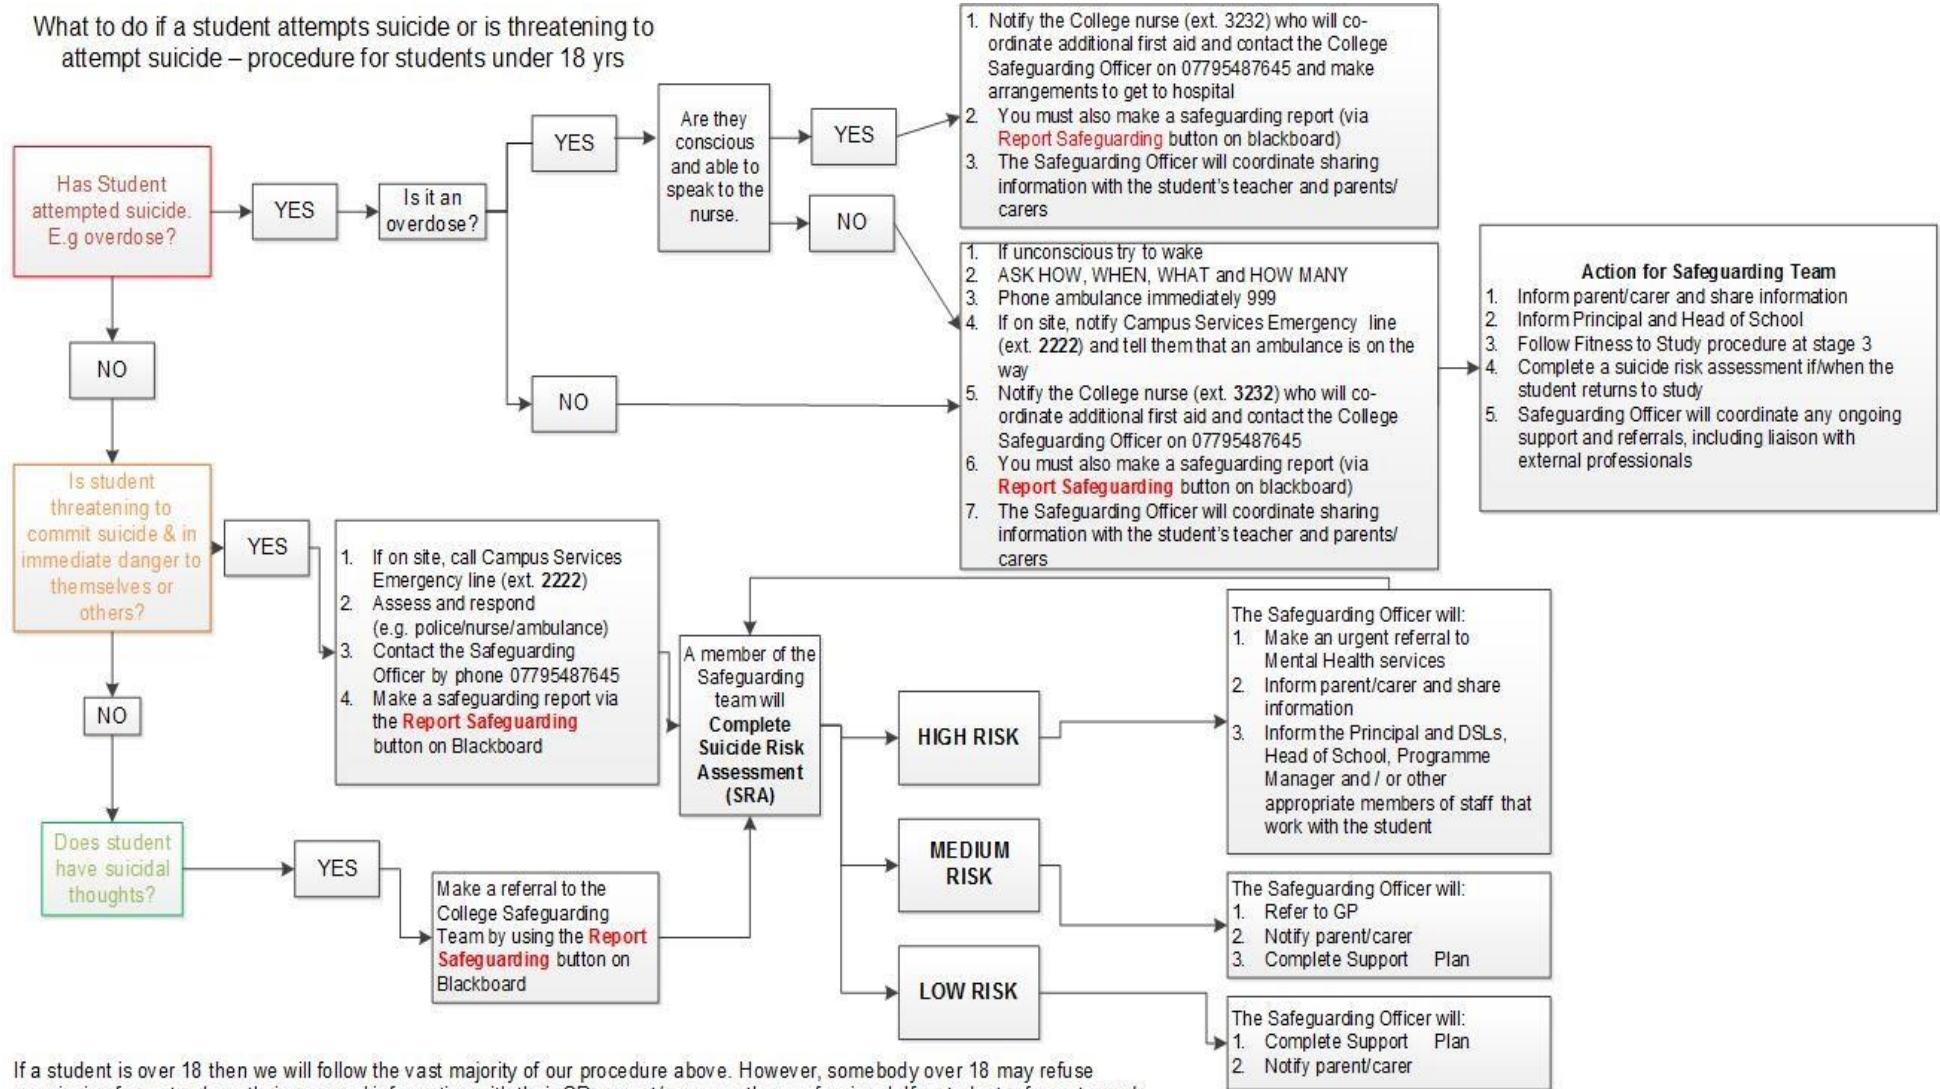 What to do if a student attempts suicide or is threatening to
attempt suicide – procedure for students under 18 yrs
Has Student
attempted suicide.
E.g overdose?
YES
Is it an
overdose?
YES
Are they
conscious
and able to
speak to the
nurse.
YES
NO
1. Notify the College nurse (ext. 3232) who will co-
ordinate additional first aid and contact the College
Safeguarding Officer on 07795487645 and make
arrangements to get to hospital
2. You must also make a safeguarding report (via
Report Safeguarding button on blackboard)
3. The Safeguarding Officer will coordinate sharing
information with the student's teacher and parents/
carers
NO
1. If unconscious try to wake
2. ASK HOW, WHEN, WHAT and HOW MANY
3. Phone ambulance immediately 999
4. If on site, notify Campus Services Emergency line
(ext. 2222) and tell them that an ambulance is on the
way
5. Notify the College nurse (ext. 3232) who will co-
ordinate additional first aid and contact the College
Safeguarding Officer on 07795487645
6. You must also make a safeguarding report (via
Report Safeguarding button on blackboard)
7. The Safeguarding Officer will coordinate sharing
information with the student's teacher and parents/
carers
Action for Safeguarding Team
1. Inform parent/carer and share information
2. Inform Principal and Head of School
3. Follow Fitness to Study procedure at stage 3
4. Complete a suicide risk assessment if/when the
student returns to study
5. Safeguarding Officer will coordinate any ongoing
support and referrals, including liaison with
external professionals
NO
Is student
threatening to
commit suicide & in
immediate danger to
themselves or
others?
YES
1. If on site, call Campus Services
Emergency line (ext. 2222)
2. Assess and respond
(e.g. police/nurse/ambulance)
3. Contact the Safeguarding
Officer by phone 07795487645
4. Make a safeguarding report via
the Report Safeguarding
button on Blackboard
A member of the
Safeguarding
team will
Complete
Suicide Risk
Assessment
(SRA)
HIGH RISK
The Safeguarding Officer will:
1. Make an urgent referral to
Mental Health services
2. Inform parent/carer and share
information
3. Inform the Principal and DSLs,
Head of School, Programme
Manager and / or other
appropriate members of staff that
work with the student
NO
Does student
have suicidal
thoughts?
YES
Make a referral to the
College Safeguarding
Team by using the Report
Safeguarding button on
Blackboard
MEDIUM
RISK
The Safeguarding Officer will:
1. Refer to GP
2. Notify parent/carer
3. Complete Support Plan
LOW RISK
The Safeguarding Officer will:
1. Complete Support Plan
2. Notify parent/carer
If a student is over 18 then we will follow the vast majority of our procedure above. However, somebody over 18 may refuse